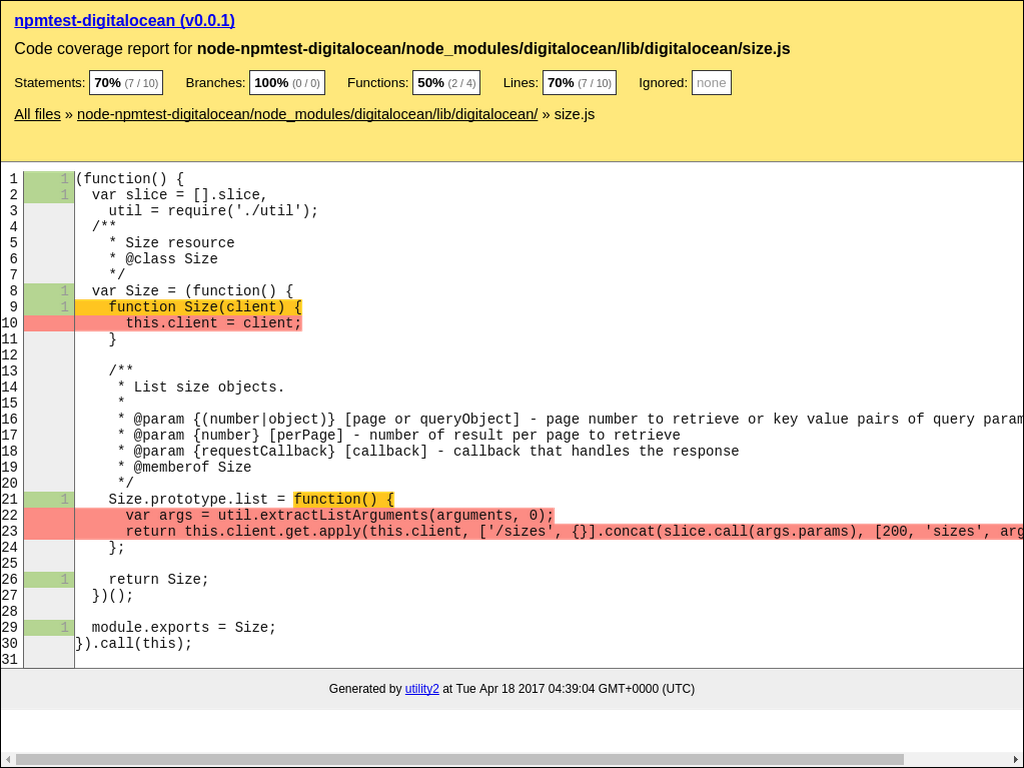 npmtest-digitalocean (v0.0.1)
Code coverage report for node-npmtest-digitalocean/node_modules/digitalocean/lib/digitalocean/size.js
Statements: 70% (7 / 10) Branches: 100% (0 / 0) Functions: 50% (2 / 4) Lines: 70% (7 / 10) Ignored: none
All files » node-npmtest-digitalocean/node_modules/digitalocean/lib/digitalocean/ » size.js
1 1 (function() {
2 1 var slice = [].slice,
3 util = require('./util');
4 /**
5 * Size resource
6 * @class Size
7 */
8 1 var Size = (function() {
9 1 function Size(client) {
10 this.client = client;
11 }
12
13 /**
14 * List size objects.
15 *
16 * @param {(number|object)} [page or queryObject] - page number to retrieve or key value pairs of query param
17 * @param {number} [perPage] - number of result per page to retrieve
18 * @param {requestCallback} [callback] - callback that handles the response
19 * @memberof Size
20 */
21 1 Size.prototype.list = function() {
22 var args = util.extractListArguments(arguments, 0);
23 return this.client.get.apply(this.client, ['/sizes', {}].concat(slice.call(args.params), [200, 'sizes', arg
24 };
25
26 1 return Size;
27 })();
28
29 1 module.exports = Size;
30 }).call(this);
31
Generated by utility2 at Tue Apr 18 2017 04:39:04 GMT+0000 (UTC)